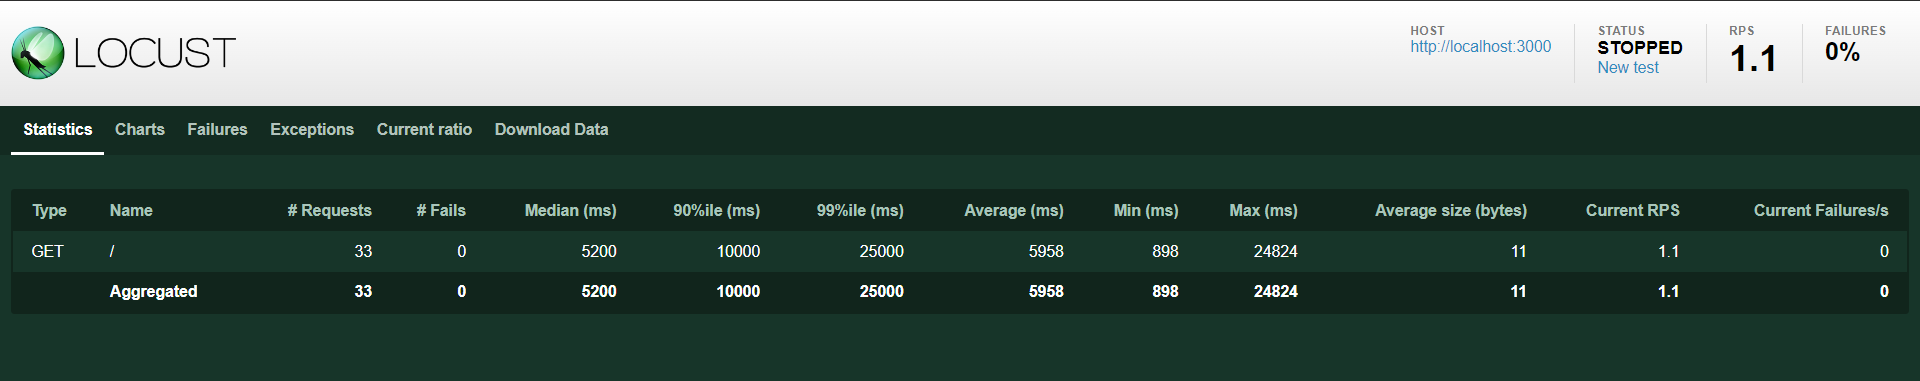 LOCUST
HOST
http://localhost:3000
STATUS
STOPPED
New test
RPS
1.1
FAILURES
0%
Statistics Charts Failures Exceptions Current ratio Download Data
Type Name # Requests # Fails Median (ms) 90%ile (ms) 99%ile (ms) Average (ms) Min (ms) Max (ms) Average size (bytes) Current RPS Current Failures/s
GET / 33 0 5200 10000 25000 5958 898 24824 11 1.1 0
Aggregated 33 0 5200 10000 25000 5958 898 24824 11 1.1 0